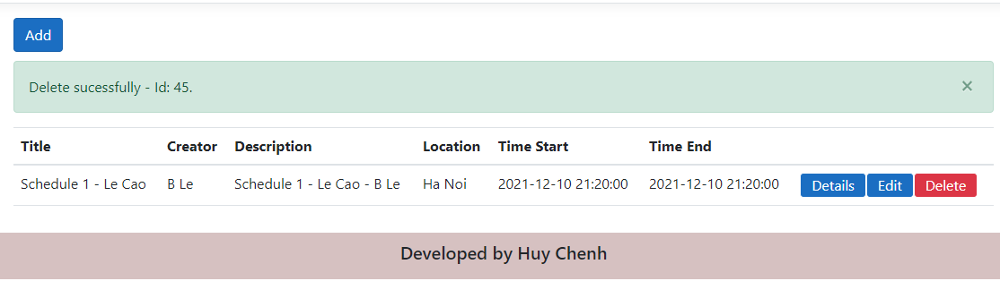 Add
Delete sucessfully - Id: 45. ×
Title Creator Description Location Time Start Time End
Schedule 1 - Le Cao B Le Schedule 1 - Le Cao - B Le Ha Noi 2021-12-10 21:20:00 2021-12-10 21:20:00 Details Edit Delete
Developed by Huy Chenh